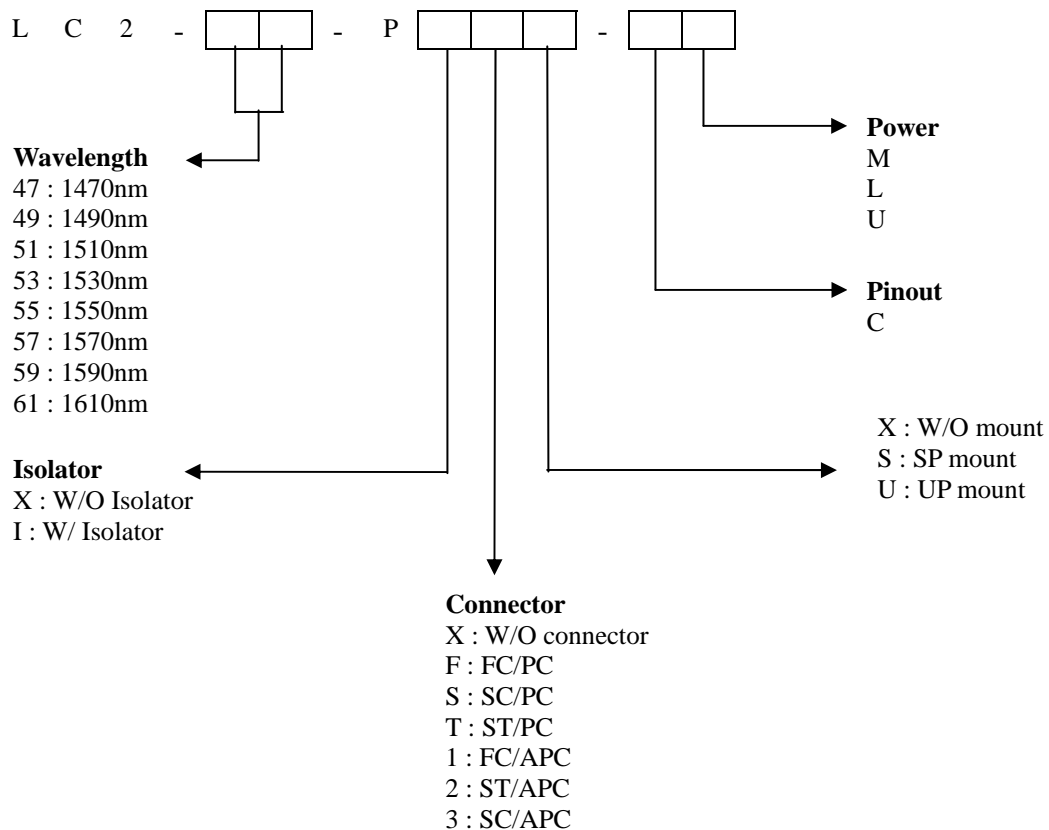 L C 2 - - P -
Power
M
L
U
Wavelength
47 : 1470nm
49 : 1490nm
51 : 1510nm
53 : 1530nm
55 : 1550nm
57 : 1570nm
59 : 1590nm
61 : 1610nm
Pinout
C
X : W/O mount
S : SP mount
U : UP mount
Isolator
X : W/O Isolator
I : W/ Isolator
Connector
X : W/O connector
F : FC/PC
S : SC/PC
T : ST/PC
1 : FC/APC
2 : ST/APC
3 : SC/APC